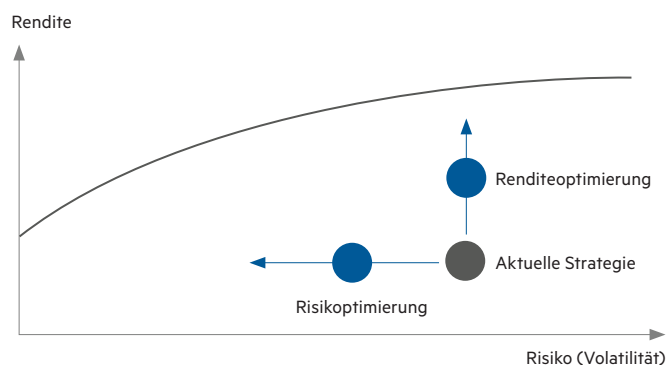 Rendite
Renditeoptimierung
Aktuelle Strategie
Risikoptimierung
Risiko (Volatilität)